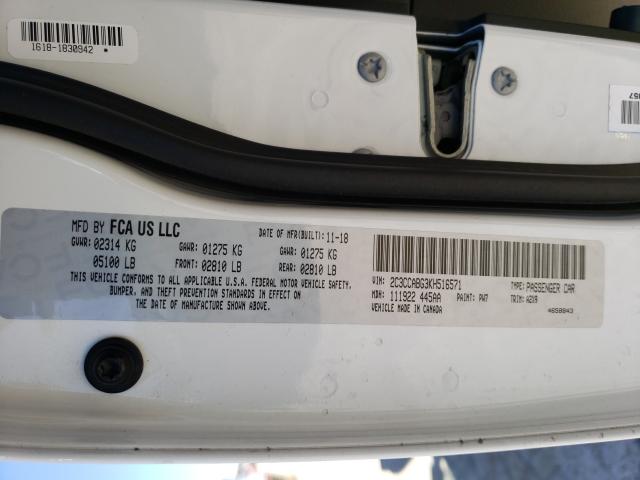 1G18-1830942 *
MFD BY FCA US LLC DATE OF MFR(BUILT): 11-18
GVWR: 02314 KG GAWR: 01275 KG GAWR: 01275 KG
05100 LB FRONT: 02810 LB REAR: 02810 LB
THIS VEHICLE CONFORMS TO ALL APPLICABLE U.S.A. FEDERAL MOTOR VEHICLE SAFETY,
BUMPER, AND THEFT PREVENTION STANDARDS IN EFFECT ON
THE DATE OF MANUFACTURE SHOWN ABOVE.
VIN: 2C3CCABG3KH516571 TYPE: PASSENGER CAR
MDH: 111922 445AA PAINT: PW7 TRIM: A2X9
VEHICLE MADE IN CANADA 4658843